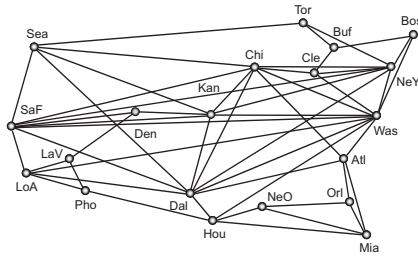 Tor
Bos
Buf
Sea
Chi
Cle
NeY
Kan
SaF
Was
Den
LaV
Atl
LoA
Pho
Dal
NeO
Orl
Hou
Mia